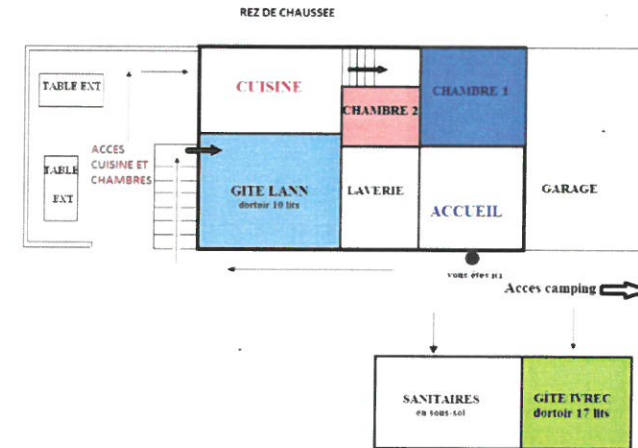 REZ DE CHAUSSEE
TABLE EXT
CUISINE
CHAMBRE 1
CHAMBRE 2
ACCES
CUISINE ET
CHAMBRES
TABLE
EXT
GITE LANN
dortoir 10 lits
LAVERIE
ACCUEIL
GARAGE
vous êtes ici
Acces camping
SANITAIRES
en sous-sol
GÎTE IVREC
dortoir 17 lits